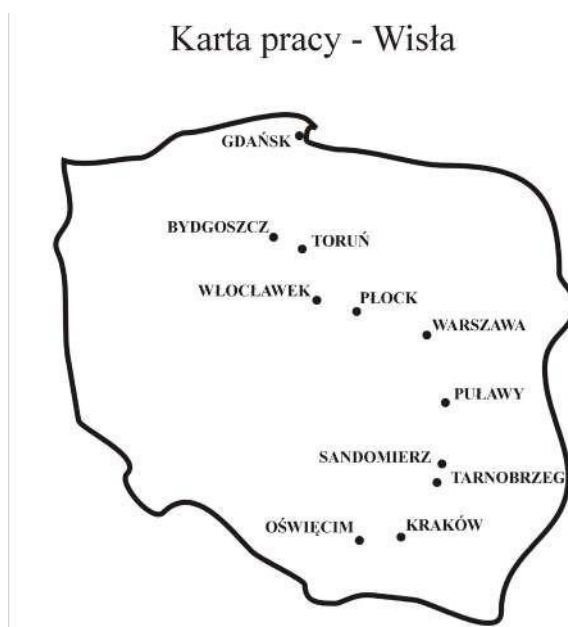 Karta pracy - Wisła
GDAŃSK
BYDGOSZCZ
TORUŃ
WŁOCŁAWEK
PŁOCK
WARSZAWA
PUŁAWY
SANDOMIERZ
TARNOBRZEG
OŚWIĘCIM
KRAKÓW